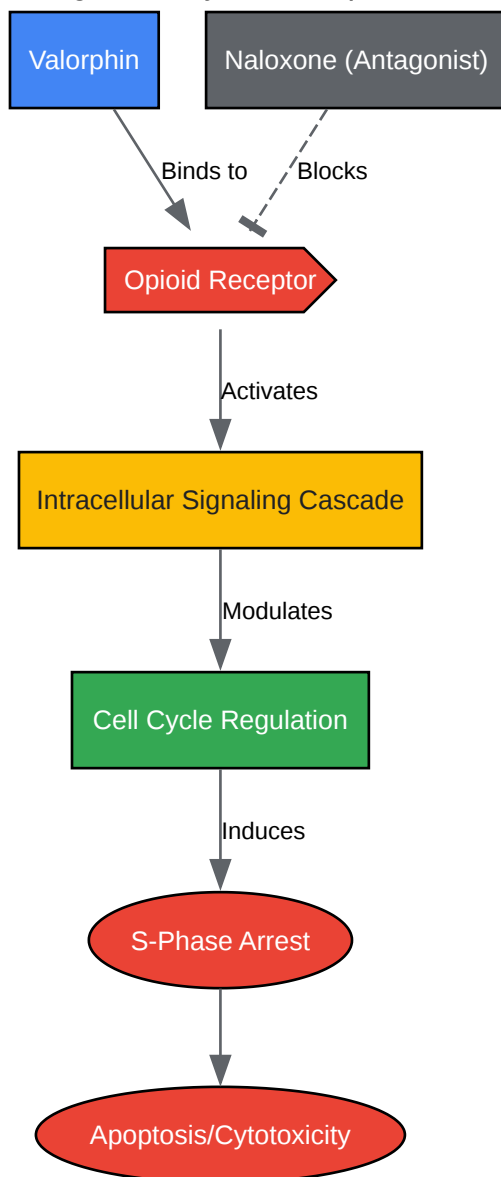 Valorphin
Naloxone (Antagonist)
Binds to
Blocks
Opioid Receptor
Activates
Intracellular Signaling Cascade
Modulates
Cell Cycle Regulation
Induces
S-Phase Arrest
Apoptosis/Cytotoxicity